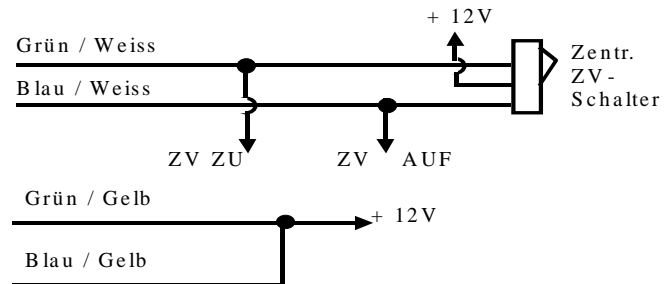 + 12V
Grün / Weiss
Zentr.
ZV-
Schalter
Blau / Weiss
ZV ZU
ZV AUF
Grün / Gelb
+ 12V
Blau / Gelb